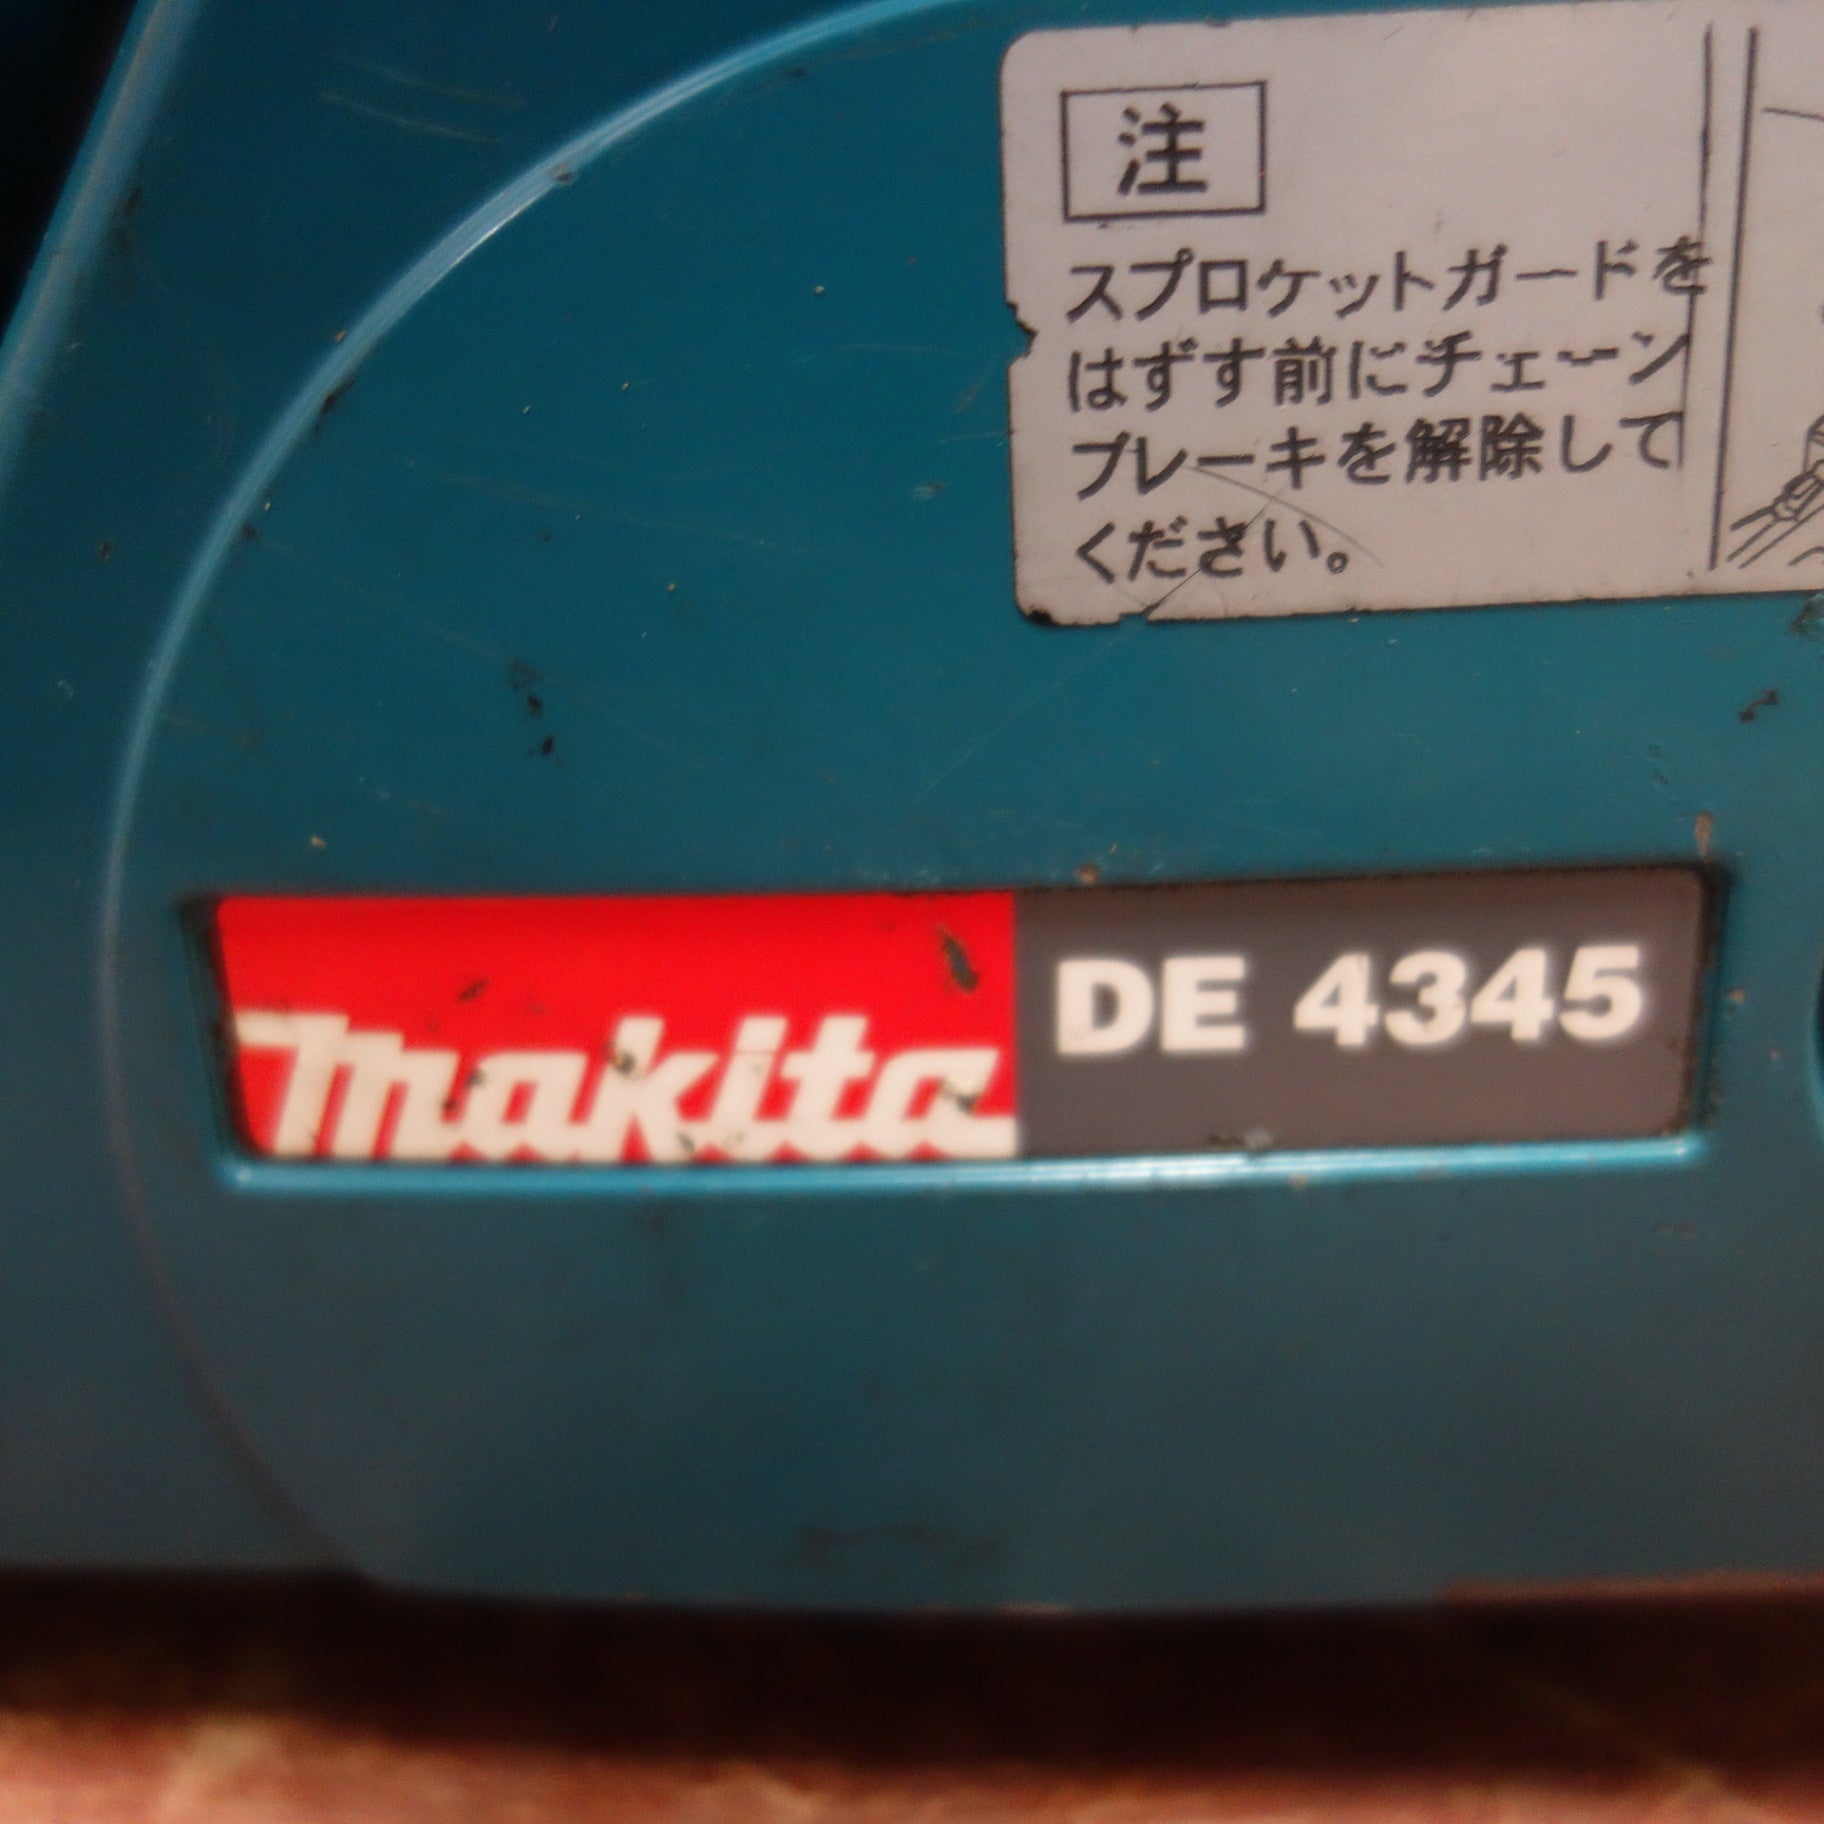 注
スプロケットガードを
はずす前にチェーン
ブレーキを解除して
ください。
makita DE 4345